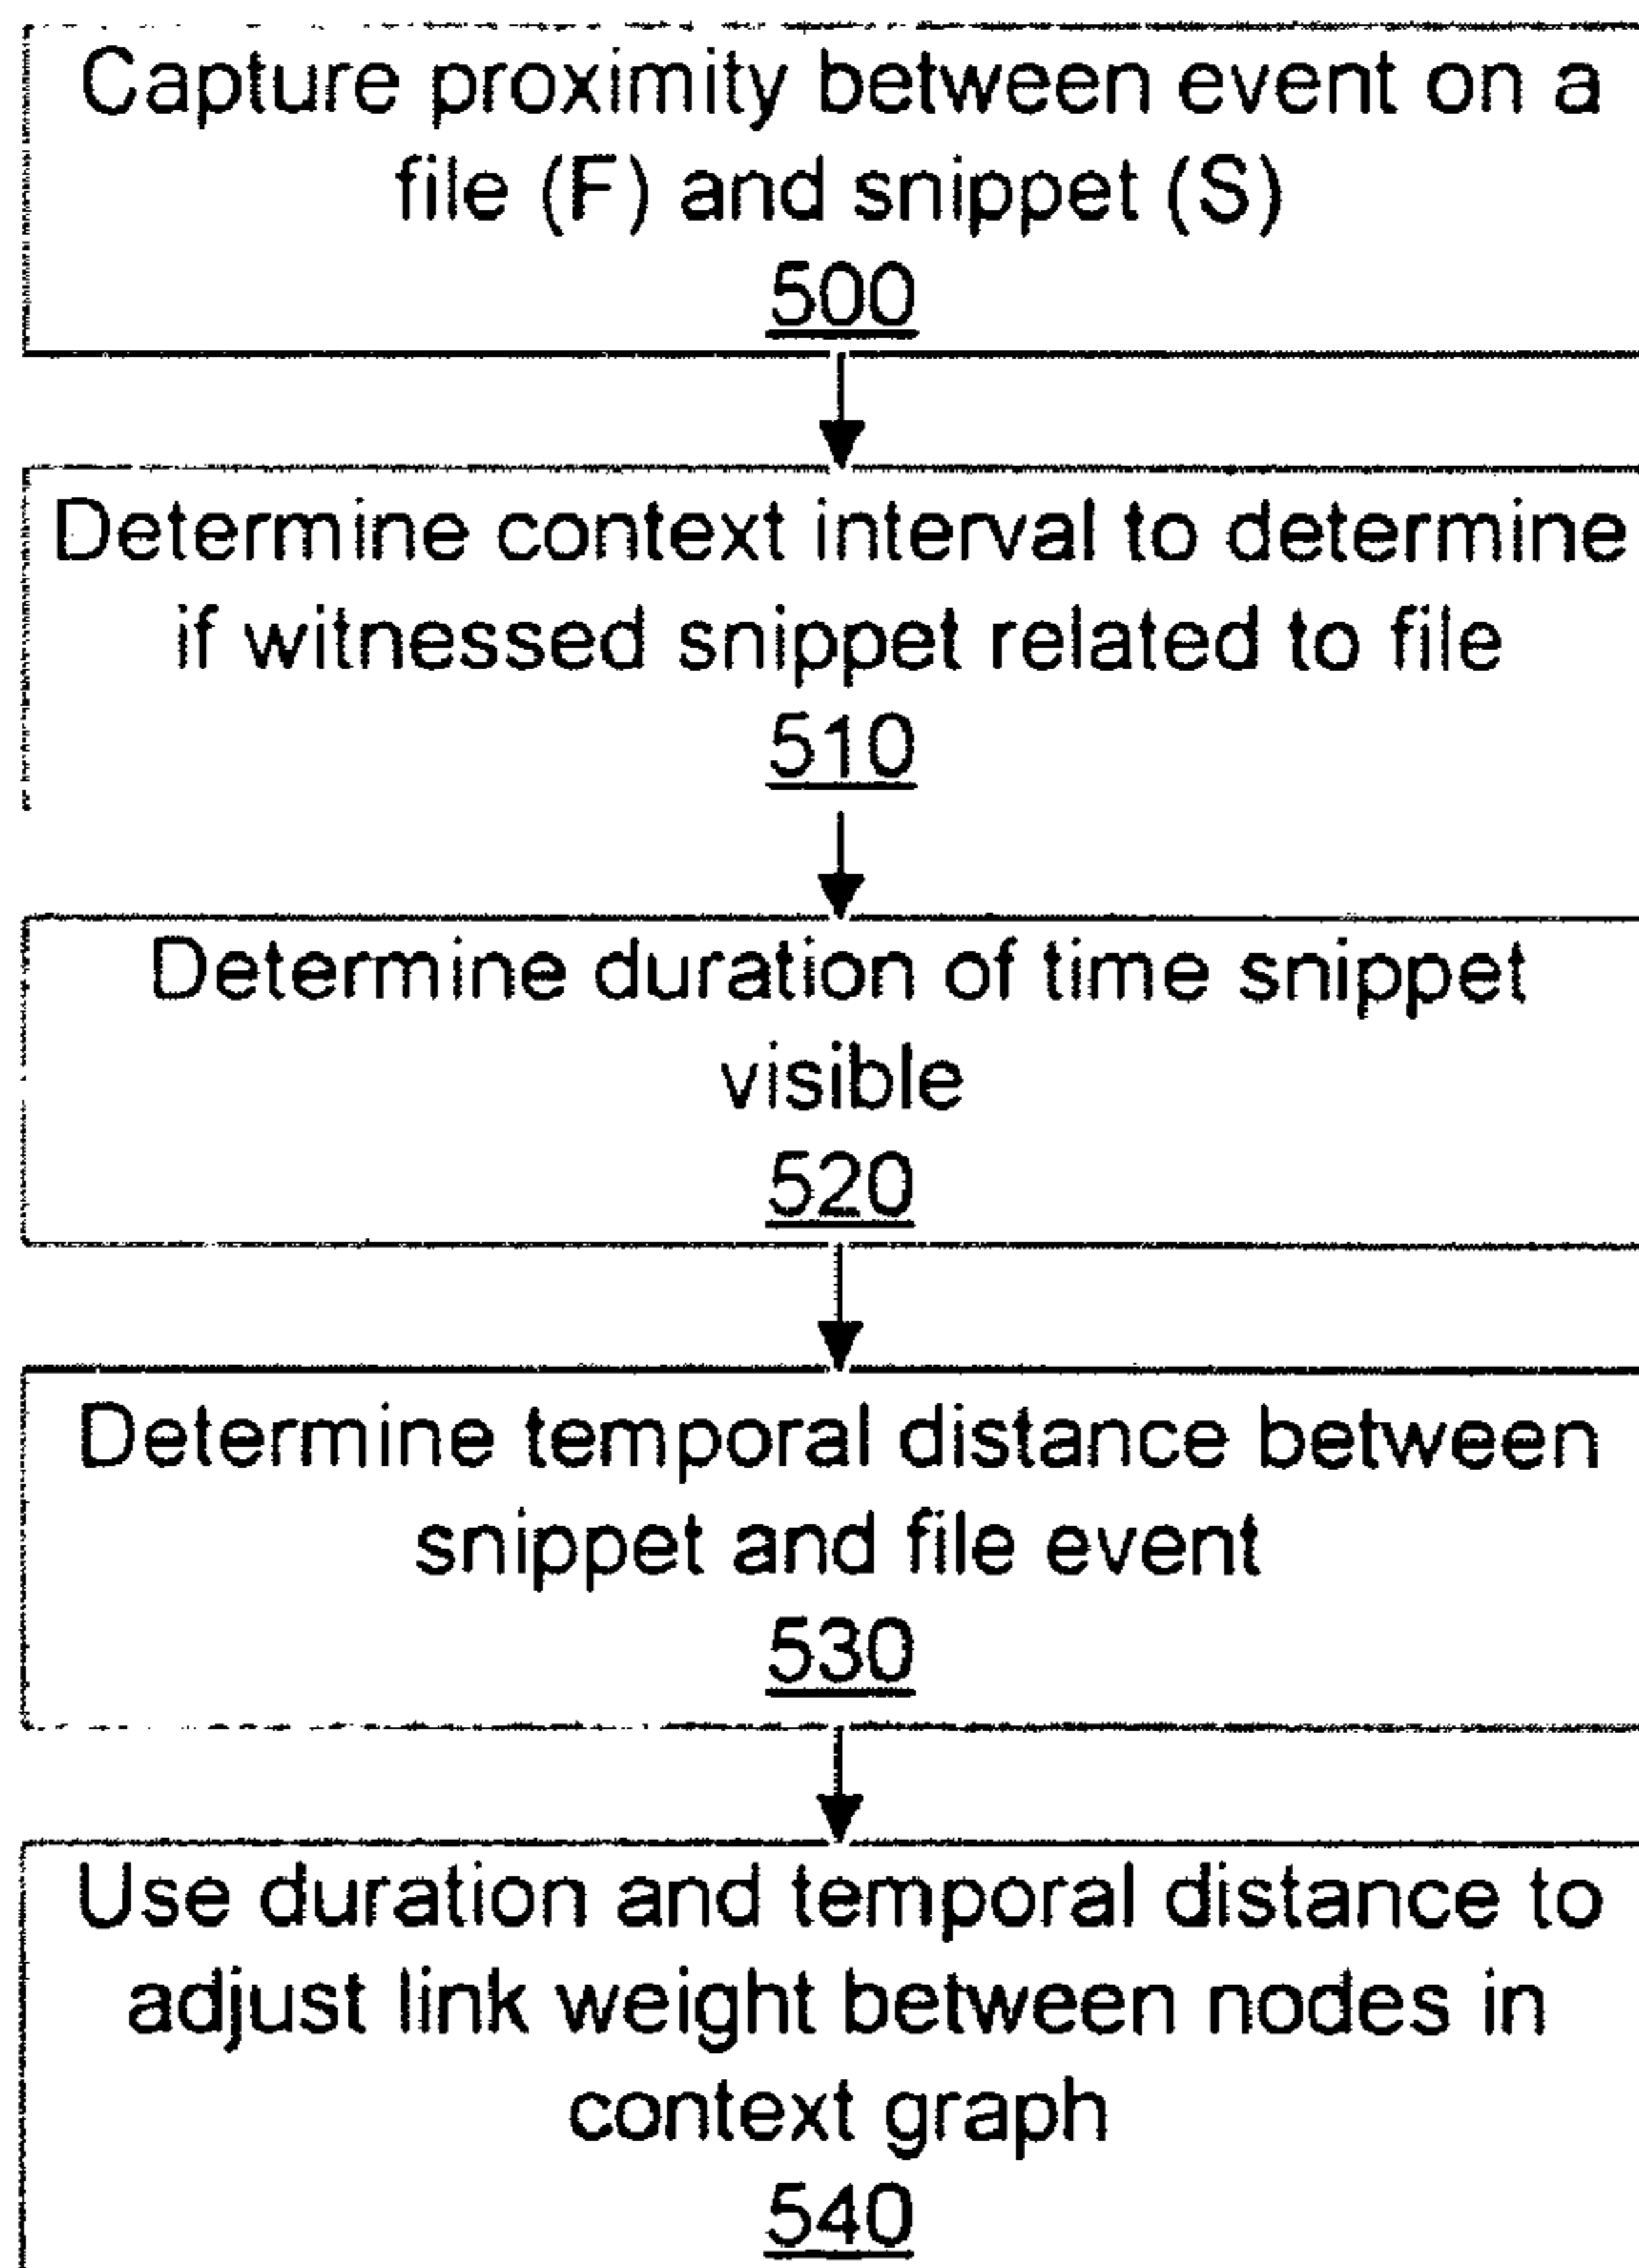 Capture proximity between event on a
file (F) and snippet (S)
500
Determine context interval to determine
if witnessed snippet related to file
510
Determine duration of time snippet
visible
520
Determine temporal distance between
snippet and file event
530
Use duration and temporal distance to
adjust link weight between nodes in
context graph
540